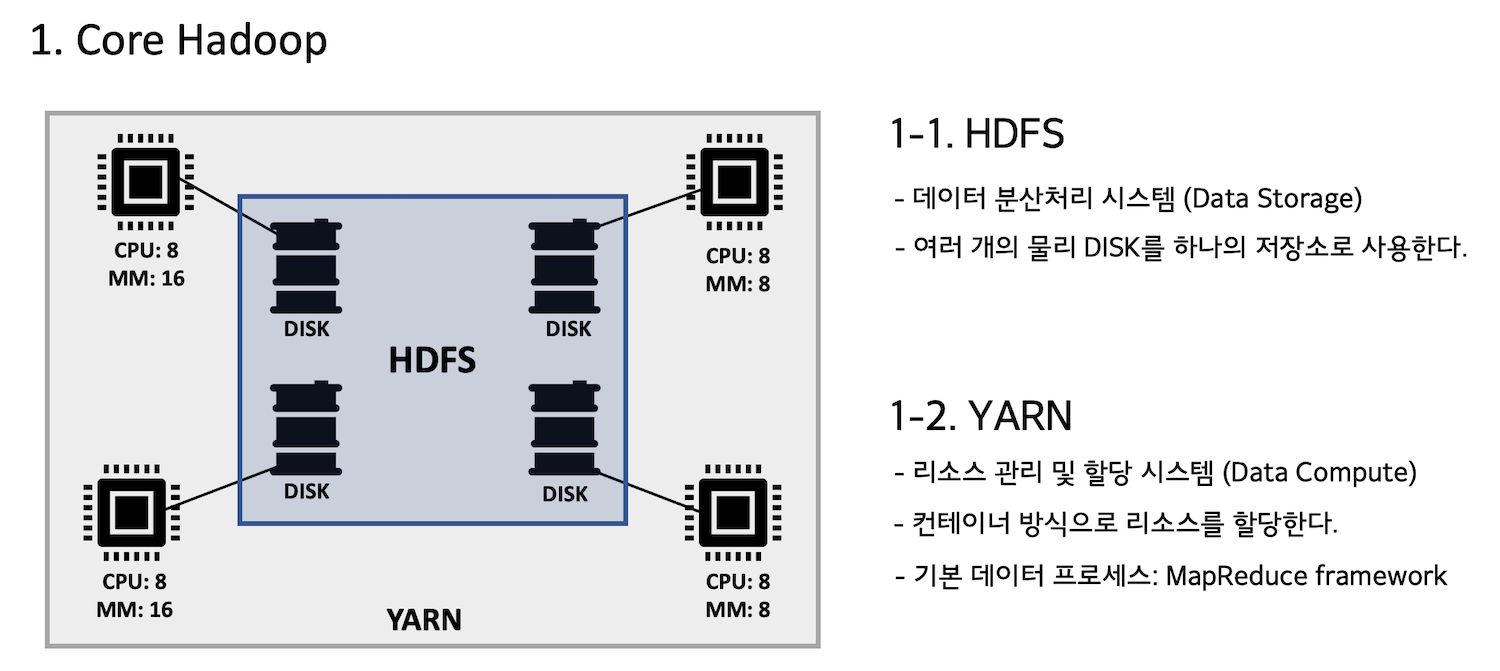 1. Core Hadoop
CPU: 8
MM: 16
CPU: 8
MM: 8
DISK
DISK
HDFS
DISK
DISK
CPU: 8
MM: 16
CPU: 8
MM: 8
YARN
1-1. HDFS
- 데이터 분산처리 시스템 (Data Storage)
- 여러 개의 물리 DISK를 하나의 저장소로 사용한다.
1-2. YARN
- 리소스 관리 및 할당 시스템 (Data Compute)
- 컨테이너 방식으로 리소스를 할당한다.
- 기본 데이터 프로세스: MapReduce framework